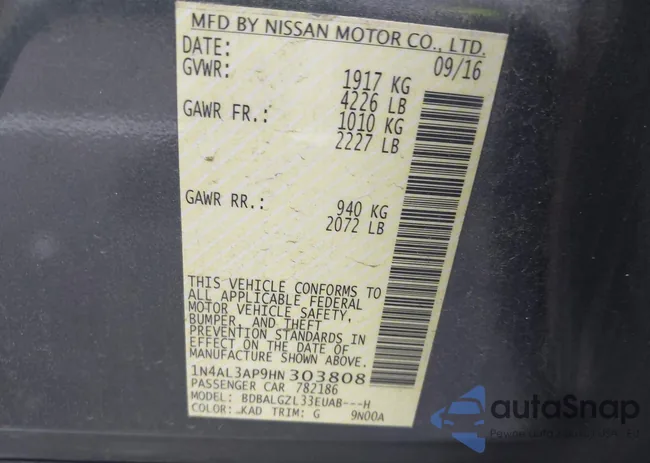 MFD BY NISSAN MOTOR CO., LTD.
DATE: 09/16
GVWR: 1917 KG
4226 LB
GAWR FR.: 1010 KG
2227 LB
GAWR RR.: 940 KG
2072 LB
THIS VEHICLE CONFORMS TO
ALL APPLICABLE FEDERAL
MOTOR VEHICLE SAFETY,
BUMPER, AND THEFT
PREVENTION STANDARDS IN
EFFECT ON THE DATE OF
MANUFACTURE SHOWN ABOVE.
1N4AL3AP9HN303808
PASSENGER CAR 782186
MODEL: BDBALGZL33EUAB---H
COLOR: KAD TRIM: G 9N00A
autoSnap